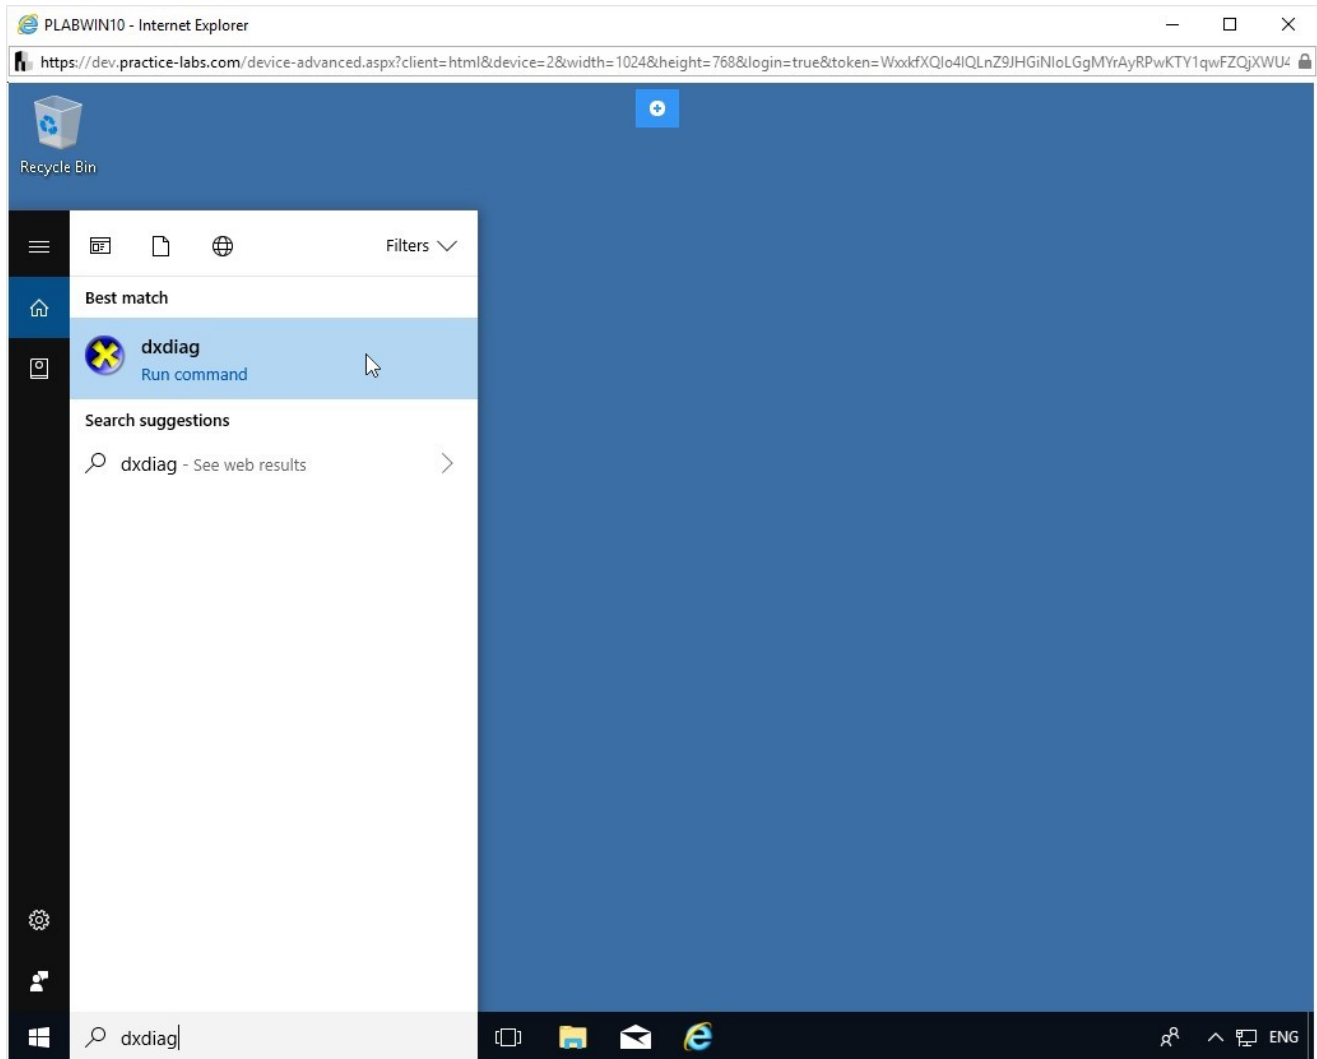 PLABWIN10 - Internet Explorer
https://dev.practice-labs.com/device-advanced.aspx?client=html&device=2&width=1024&height=768&login=true&token=WxxkfXQIo4IQLnZ9JHGiNIoLGgMYrAyRPwKTY1qwFZQjXWU4
Recycle Bin
Filters
Best match
dxdiag
Run command
Search suggestions
dxdiag - See web results
dxdiag
ENG